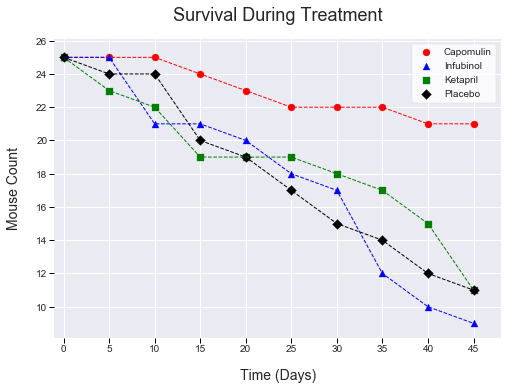 Survival During Treatment
Capomulin
Infubinol
Ketapril
Placebo
26
24
22
20
18
16
14
12
10
Mouse Count
0 5 10 15 20 25 30 35 40 45
Time (Days)